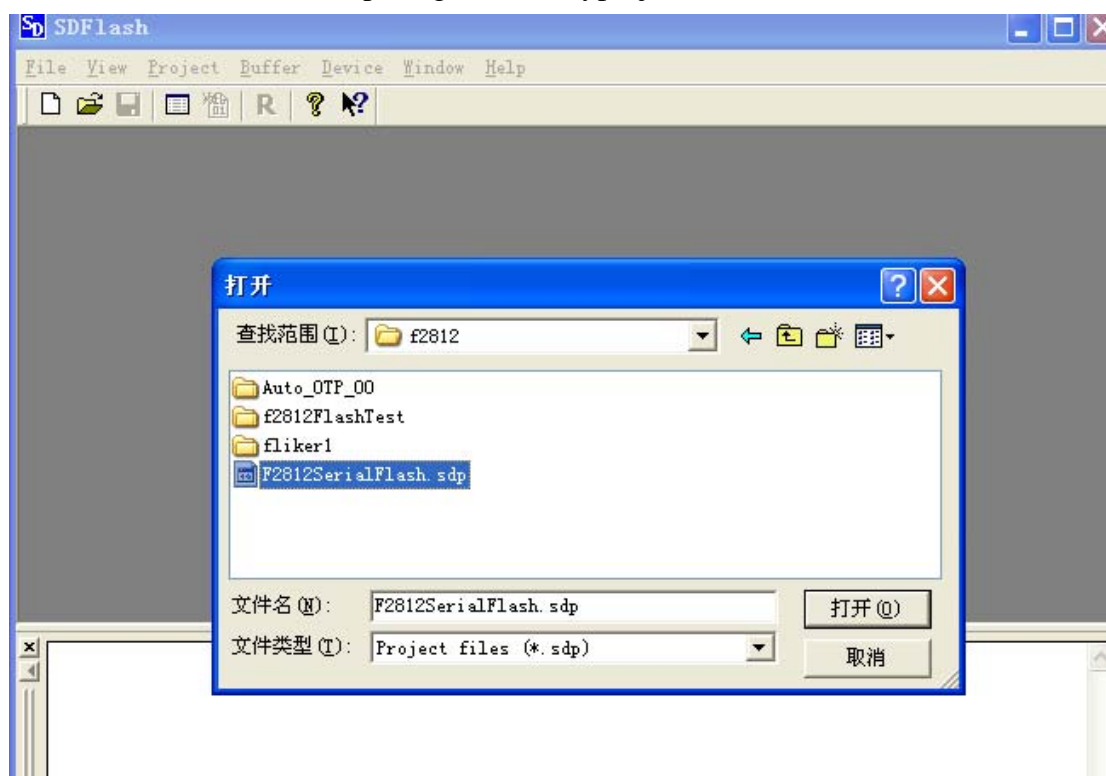 SD SDFlash
File View Project Buffer Device Window Help
R ? ?
打开
查找范围(I): f2812
Auto_OTP_00
f2812FlashTest
fliker1
F2812SerialFlash.sdp
文件名(N): F2812SerialFlash.sdp 打开(O)
文件类型(T): Project files (*.sdp) 取消